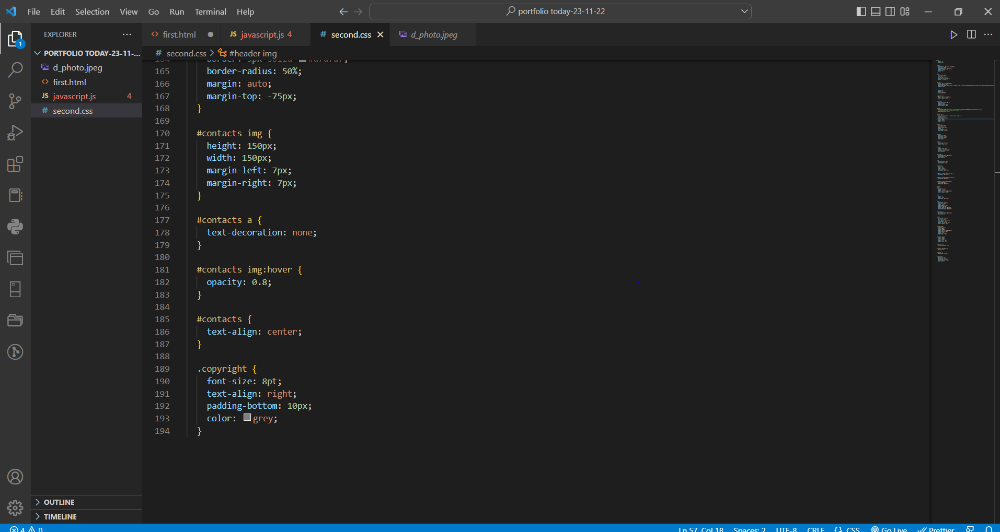 File Edit Selection View Go Run Terminal Help
portfolio today-23-11-22
EXPLORER
first.html
JS javascript.js 4
# second.css
d_photo.jpeg
1
PORTFOLIO TODAY-23-11-...
# second.css > #header img
d_photo.jpeg
first.html
JS javascript.js 4
# second.css
165 border-radius: 50%;
166 margin: auto;
167 margin-top: -75px;
168 }
169
170 #contacts img {
171 height: 150px;
172 width: 150px;
173 margin-left: 7px;
174 margin-right: 7px;
175 }
176
177 #contacts a {
178 text-decoration: none;
179 }
180
181 #contacts img:hover {
182 opacity: 0.8;
183 }
184
185 #contacts {
186 text-align: center;
187 }
188
189 .copyright {
190 font-size: 8pt;
191 text-align: right;
192 padding-bottom: 10px;
193 color: grey;
194 }
OUTLINE
TIMELINE
4 0
Ln 57, Col 18 Spaces: 2 UTF-8 CRLF {} CSS Go Live Prettier